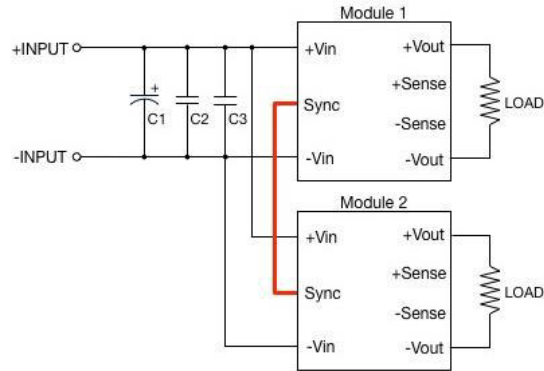 Module 1
+INPUT
+Vin
+Vout
+Sense
Sync
LOAD
C1
C2
C3
+
-Sense
-INPUT
-Vin
-Vout
Module 2
+Vin
+Vout
+Sense
Sync
LOAD
-Sense
-Vin
-Vout